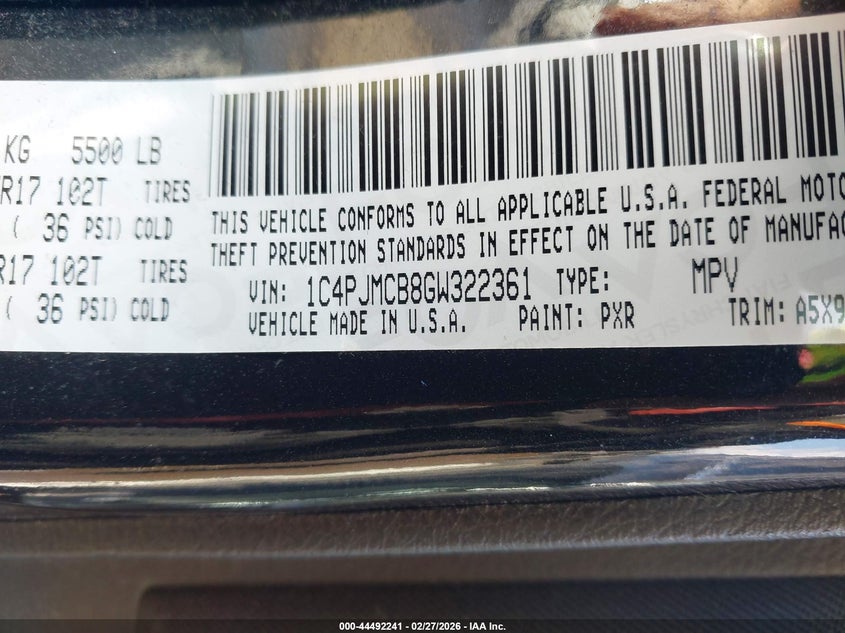 KG 5500 LB
R17 102T TIRES
( 36 PSI) COLD
R17 102T TIRES
( 36 PSI) COLD
THIS VEHICLE CONFORMS TO ALL APPLICABLE U.S.A. FEDERAL MOTO
THEFT PREVENTION STANDARDS IN EFFECT ON THE DATE OF MANUFAC
VIN: 1C4PJMCB8GW322361 TYPE: MPV
VEHICLE MADE IN U.S.A. PAINT: PXR TRIM: A5X9
000-44492241 - 02/27/2026 - IAA Inc.